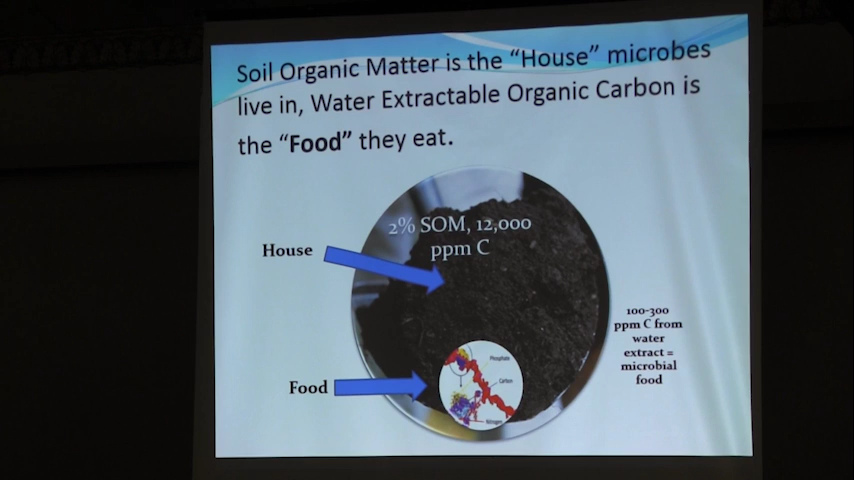 Soil Organic Matter is the “House” microbes
live in, Water Extractable Organic Carbon is
the “Food” they eat.
2% SOM, 12,000
ppm C
House
100-300
ppm C from
water
extract =
microbial
food
Food
Phosphate
Carbon
Nitrogen